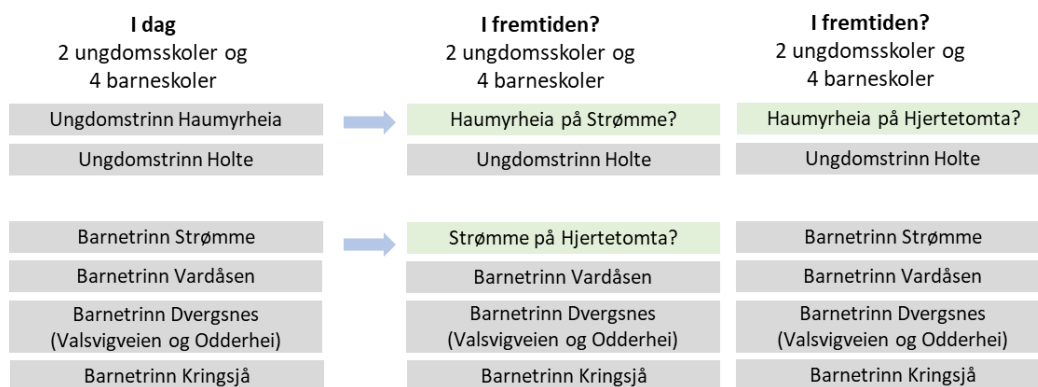 I dag
2 ungdomsskoler og
4 barneskoler
Ungdomstrinn Haumyrheia
Ungdomstrinn Holte
Barnetrinn Strømme
Barnetrinn Vardåsen
Barnetrinn Dvergsnes
(Valsvigveien og Odderhei)
Barnetrinn Kringsjå
I fremtiden?
2 ungdomsskoler og
4 barneskoler
Haumyrheia på Strømme?
Ungdomstrinn Holte
Strømme på Hjertetomta?
Barnetrinn Vardåsen
Barnetrinn Dvergsnes
(Valsvigveien og Odderhei)
Barnetrinn Kringsjå
I fremtiden?
2 ungdomsskoler og
4 barneskoler
Haumyrheia på Hjertetomta?
Ungdomstrinn Holte
Barnetrinn Strømme
Barnetrinn Vardåsen
Barnetrinn Dvergsnes
(Valsvigveien og Odderhei)
Barnetrinn Kringsjå